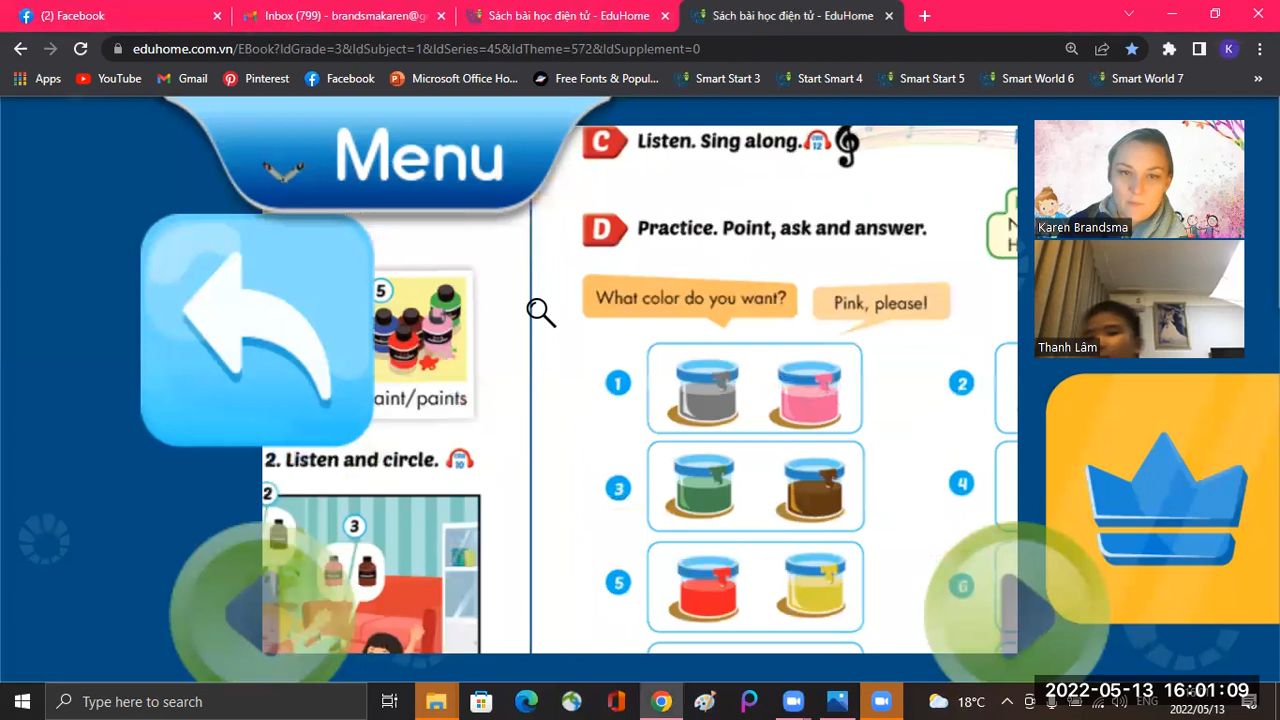 (2) Facebook
Inbox (799) - brandsmakaren@g
Sách bài học điện tử - EduHome
Sách bài học điện tử - EduHome
eduhome.com.vn/EBook?IdGrade=3&IdSubject=1&IdSeries=45&IdTheme=572&IdSupplement=0
K
Apps
YouTube
Gmail
Pinterest
Facebook
Microsoft Office Ho...
Free Fonts & Popul...
Smart Start 3
Start Smart 4
Smart Start 5
Smart World 6
Smart World 7
»
Menu
C Listen. Sing along.
12
D Practice. Point, ask and answer.
N
H
What color do you want?
Pink, please!
5
aint/paints
1
2
2. Listen and circle.
10
3
4
2
3
5
6
Karen Brandsma
Thanh Lâm
Type here to search
18°C
ENG
2022-05-13 16:01:09
2022/05/13